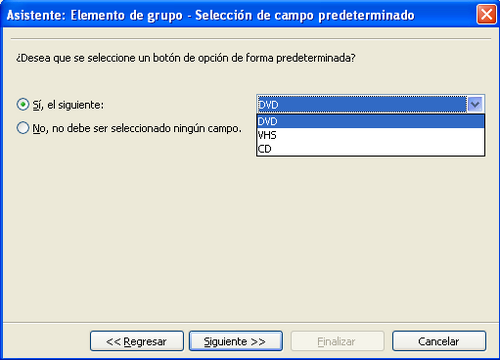 Asistente: Elemento de grupo - Selección de campo predeterminado
¿Desea que se seleccione un botón de opción de forma predeterminada?
Sí, el siguiente:
DVD
DVD
No, no debe ser seleccionado ningún campo.
VHS
CD
<< Regresar
Siguiente >>
Finalizar
Cancelar